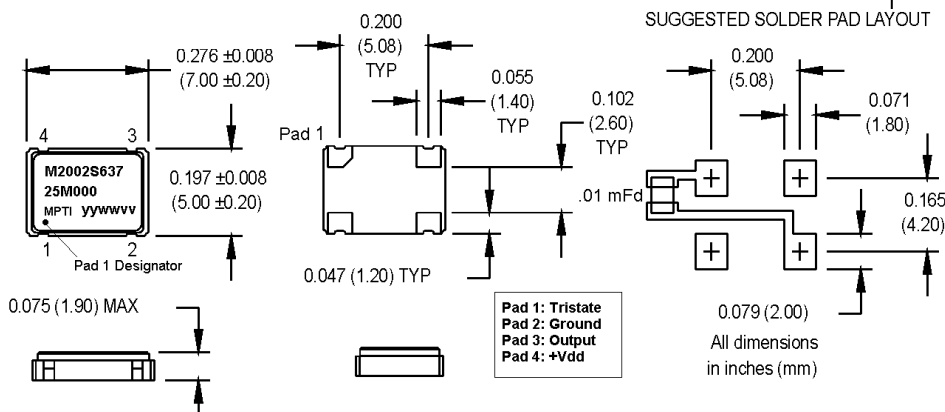 SUGGESTED SOLDER PAD LAYOUT
0.276 ±0.008
(7.00 ±0.20)
4
3
M2002S637
25M000
MPTI yywwvv
1
2
Pad 1 Designator
0.197 ±0.008
(5.00 ±0.20)
0.075 (1.90) MAX
0.200
(5.08)
TYP
0.055
(1.40)
TYP
Pad 1
0.102
(2.60)
TYP
0.047 (1.20) TYP
Pad 1: Tristate
Pad 2: Ground
Pad 3: Output
Pad 4: +Vdd
0.200
(5.08)
0.071
(1.80)
.01 mFd
0.165
(4.20)
0.079 (2.00)
All dimensions
in inches (mm)